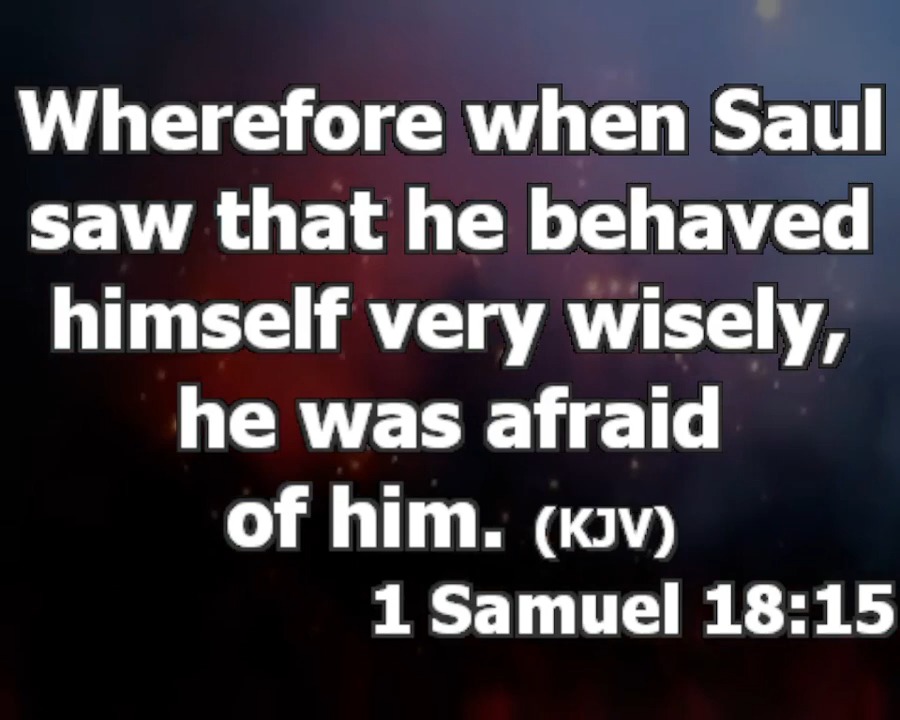 Wherefore when Saul
saw that he behaved
himself very wisely,
he was afraid
of him. (KJV)
1 Samuel 18:15